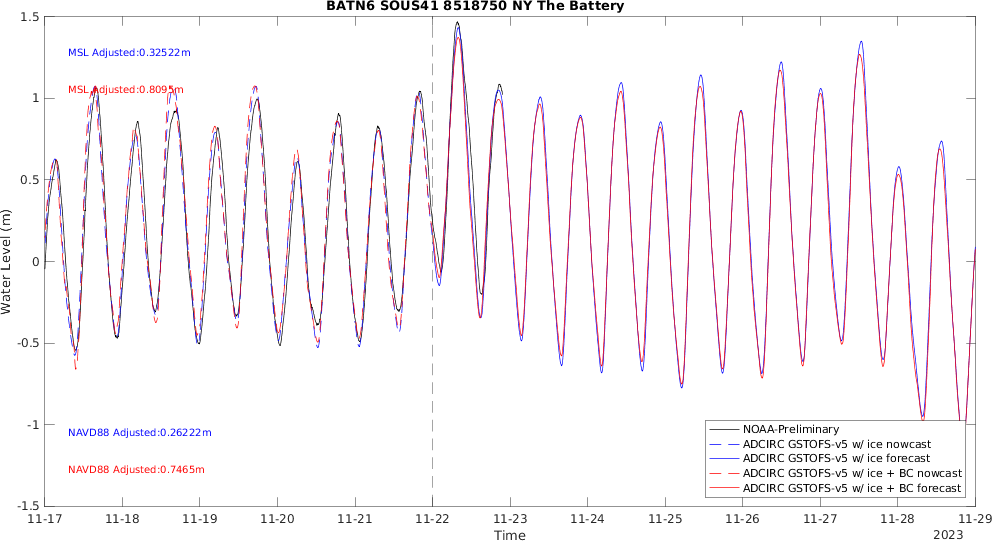 BATN6 SOUS41 8518750 NY The Battery
1.5
1
0.5
0
-0.5
-1
-1.5
Water Level (m)
MSL Adjusted:0.32522m
MSL Adjusted:0.8095m
NAVD88 Adjusted:0.26222m
NAVD88 Adjusted:0.7465m
NOAA-Preliminary
ADCIRC GSTOFS-v5 w/ ice nowcast
ADCIRC GSTOFS-v5 w/ ice forecast
ADCIRC GSTOFS-v5 w/ ice + BC nowcast
ADCIRC GSTOFS-v5 w/ ice + BC forecast
11-17 11-18 11-19 11-20 11-21 11-22 11-23 11-24 11-25 11-26 11-27 11-28 11-29
Time
2023